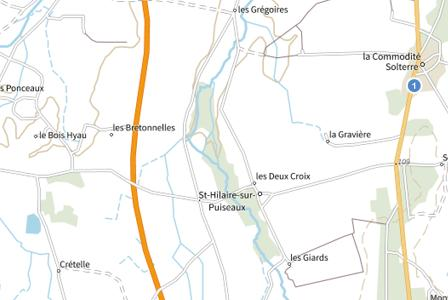 les Grégoires
la Commodité
Solterre
1
s Ponceaux
les Bretonnelles
le Bois Hyau
la Gravière
les Deux Croix
St-Hilaire-sur-
Puiseaux
les Giards
Crételle